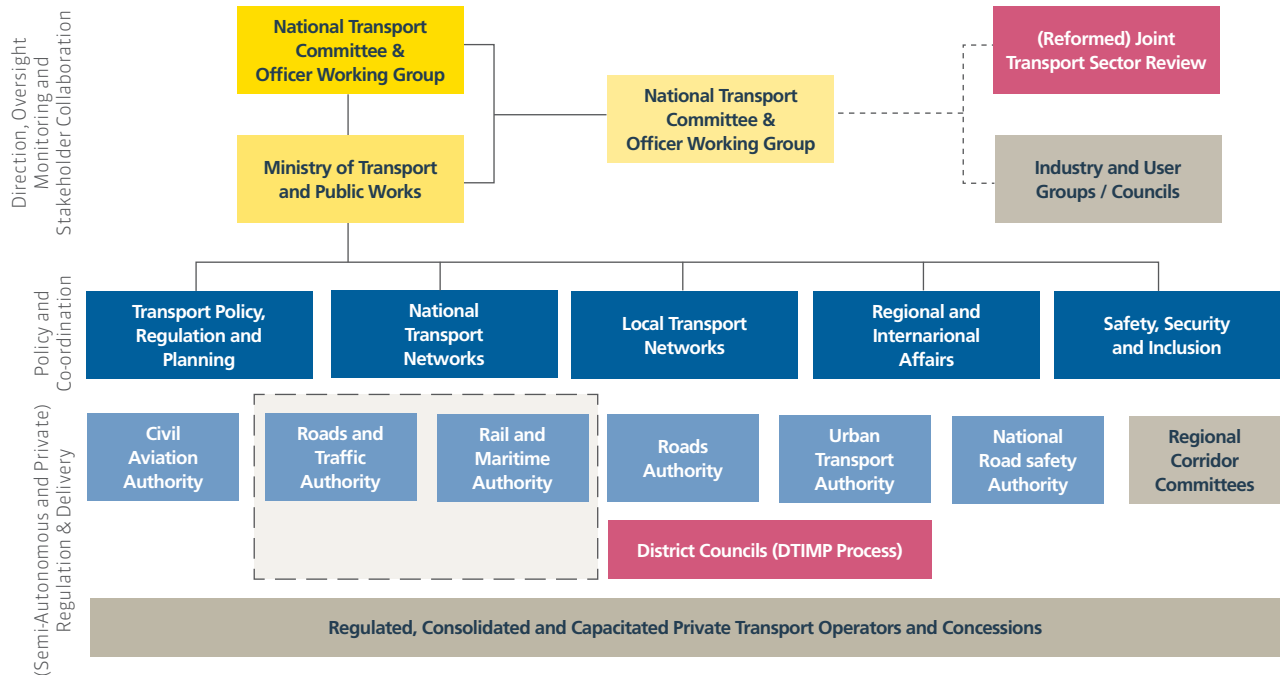 Direction, Oversight
Monitoring and
Stakeholder Collaboration
National Transport
Committee &
Officer Working Group
Ministry of Transport
and Public Works
National Transport
Committee &
Officer Working Group
(Reformed) Joint
Transport Sector Review
Industry and User
Groups / Councils
Policy and
Co-ordination
Transport Policy,
Regulation and
Planning
National
Transport
Networks
Local Transport
Networks
Regional and
Internarional
Affairs
Safety, Security
and Inclusion
(Semi-Autonomous and Private)
Regulation & Delivery
Civil
Aviation
Authority
Roads and
Traffic
Authority
Rail and
Maritime
Authority
Roads
Authority
Urban
Transport
Authority
National
Road safety
Authority
Regional
Corridor
Committees
District Councils (DTIMP Process)
Regulated, Consolidated and Capacitated Private Transport Operators and Concessions